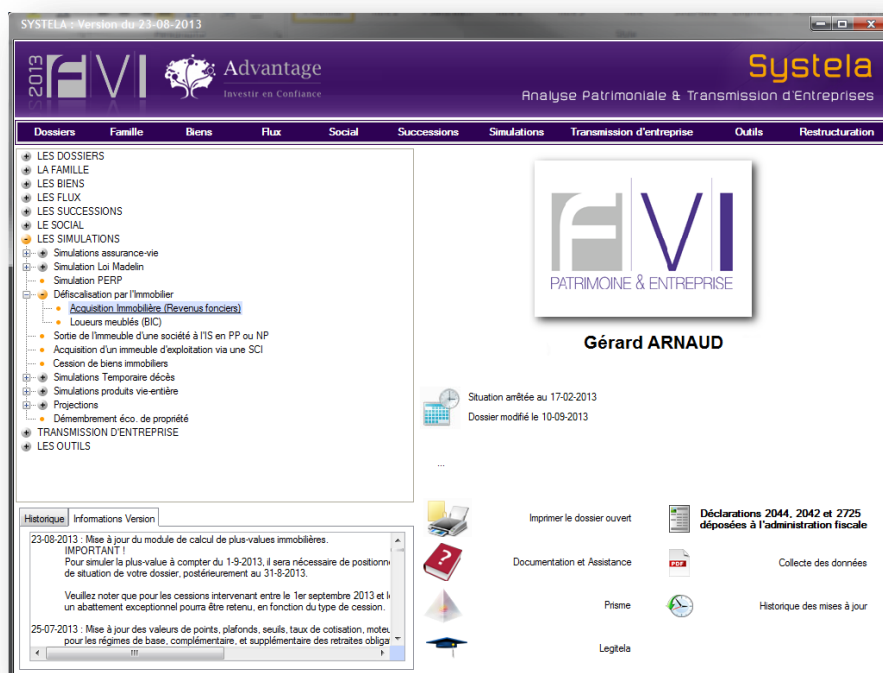 SYSTELA : Version du 23-08-2013
2013
FVI
Advantage
Investir en Confiance
Systela
Analyse Patrimoniale & Transmission d'Entreprises
Dossiers Famille Biens Flux Social Successions Simulations Transmission d'entreprise Outils Restructuration
LES DOSSIERS
LA FAMILLE
LES BIENS
LES FLUX
LES SUCCESSIONS
LE SOCIAL
LES SIMULATIONS
Simulations assurance-vie
Simulation Loi Madelin
Simulation PERP
Défiscalisation par l'Immobilier
Acquisition Immobilière (Revenus fonciers)
Loueurs meublés (BIC)
Sortie de l'immeuble d'une société à l'IS en PP ou NP
Acquisition d'un immeuble d'exploitation via une SCI
Cession de biens immobiliers
Simulations Temporaire décès
Simulations produits vie-entière
Projections
Démembrement éco. de propriété
TRANSMISSION D'ENTREPRISE
LES OUTILS
FVI
PATRIMOINE & ENTREPRISE
Gérard ARNAUD
Situation arrêtée au 17-02-2013
Dossier modifié le 10-09-2013
...
Imprimer le dossier ouvert
Déclarations 2044, 2042 et 2725
déposées à l'administration fiscale
Documentation et Assistance
PDF
Collecte des données
Prisme
Historique des mises à jour
Legitela
Historique Informations Version
23-08-2013 : Mise à jour du module de calcul de plus-values immobilières.
IMPORTANT !
Pour simuler la plus-value à compter du 1-9-2013, il sera nécessaire de positionn
de situation de votre dossier, postérieurement au 31-8-2013.
Veuillez noter que pour les cessions intervenant entre le 1er septembre 2013 et l
un abattement exceptionnel pourra être retenu, en fonction du type de cession.
25-07-2013 : Mise à jour des valeurs de points, plafonds, seuils, taux de cotisation, moteu
pour les régimes de base, complémentaire, et supplémentaire des retraites obliga